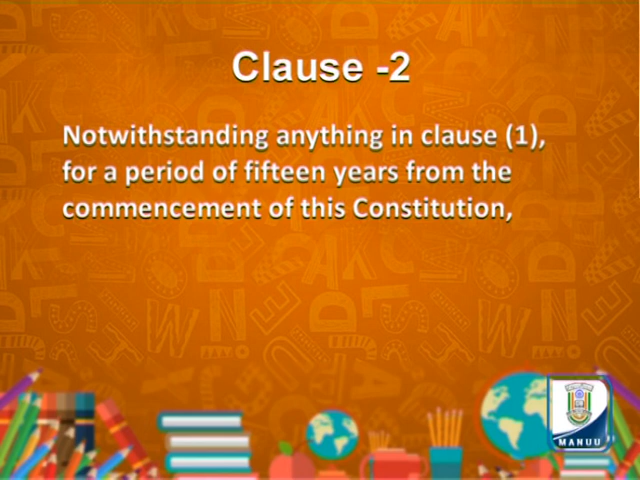 Clause -2
Notwithstanding anything in clause (1),
for a period of fifteen years from the
commencement of this Constitution,
MANUU